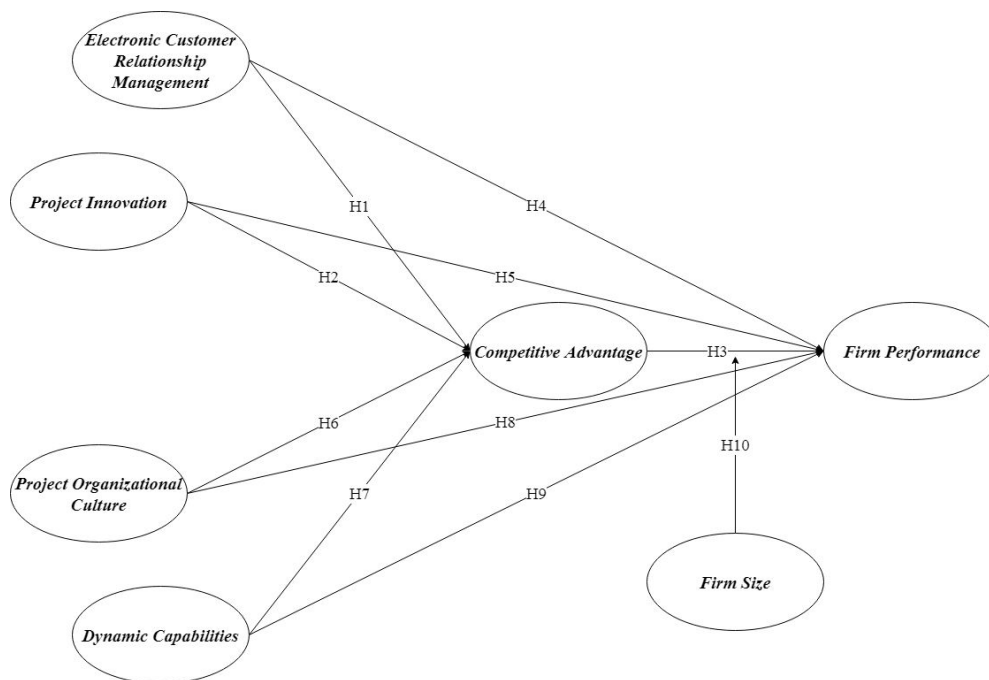 Electronic Customer
Relationship
Management
Project Innovation
H1
H4
H2
H5
Competitive Advantage
H3
Firm Performance
H6
H8
H10
Project Organizational
Culture
H7
H9
Firm Size
Dynamic Capabilities